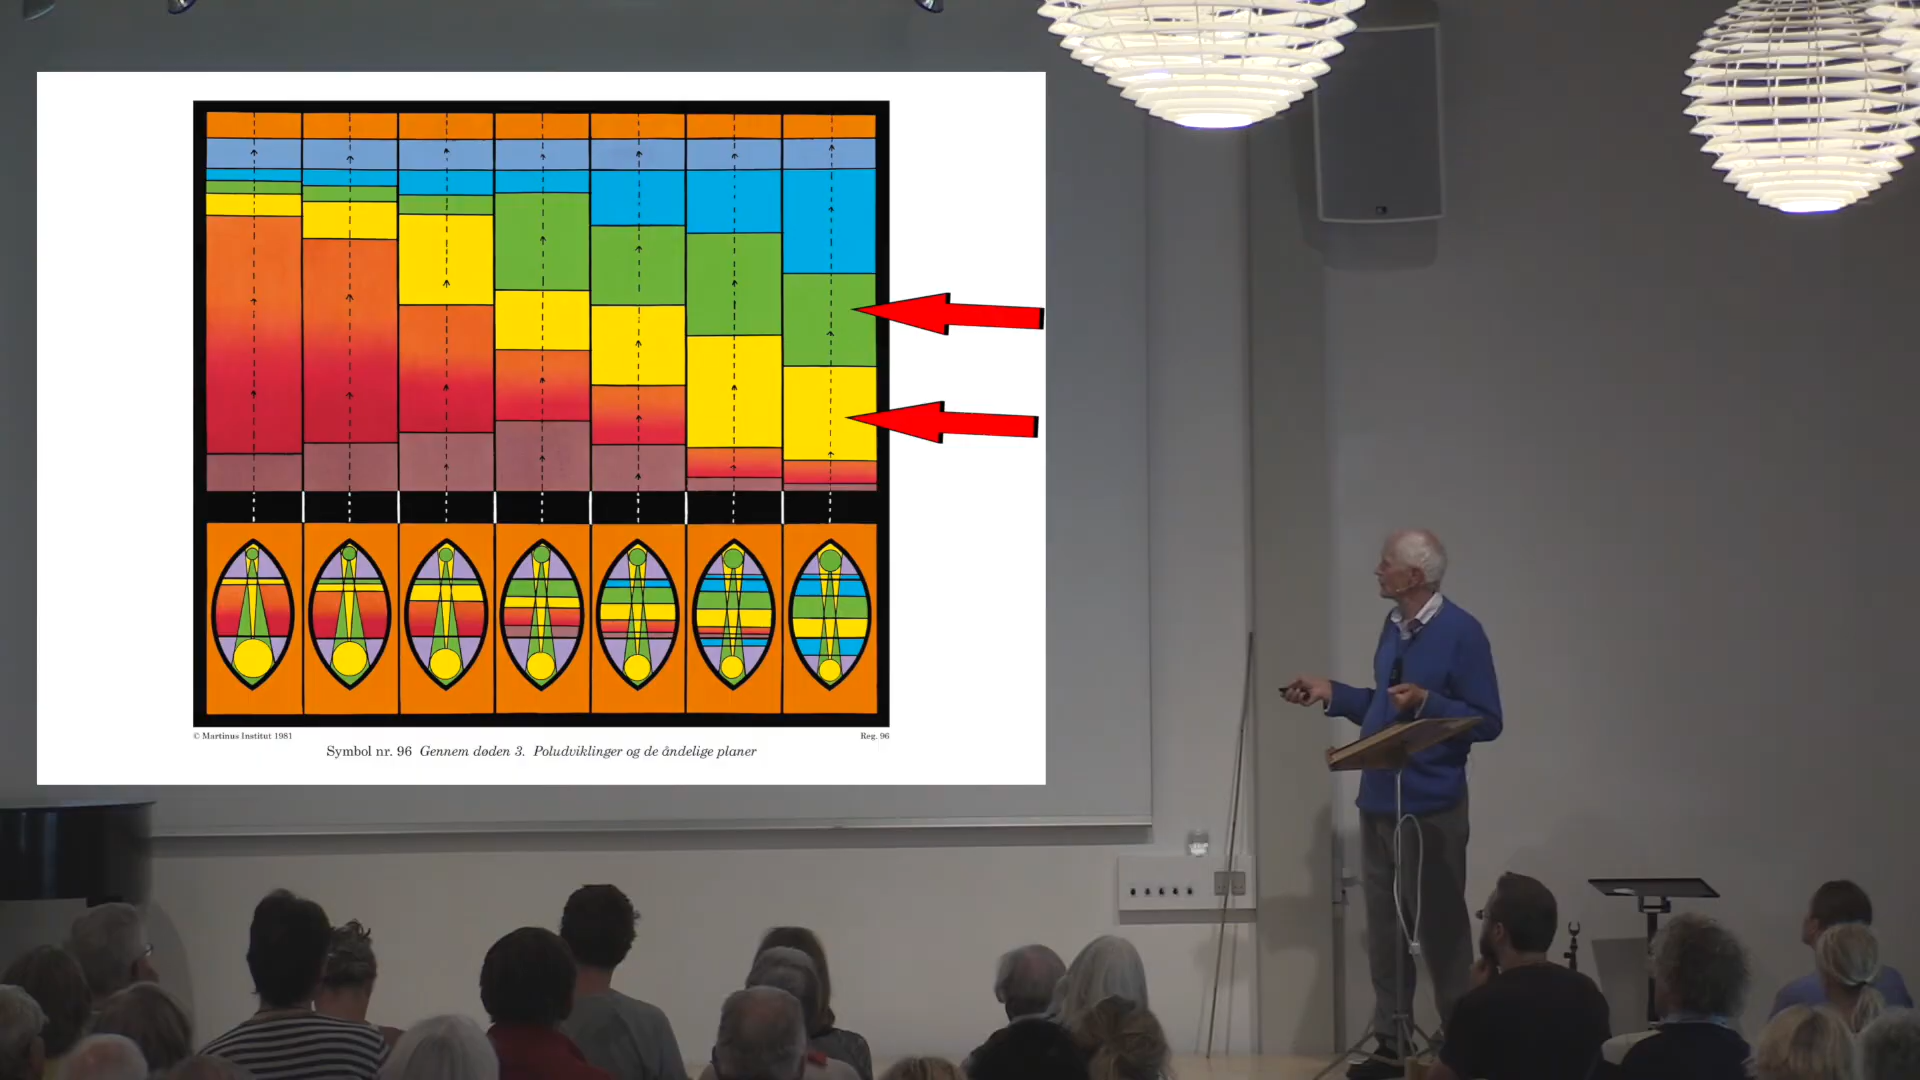 © Martinus Institut 1981
Reg. 96
Symbol nr. 96 Gennem døden 3. Poludviklinger og de åndelige planer